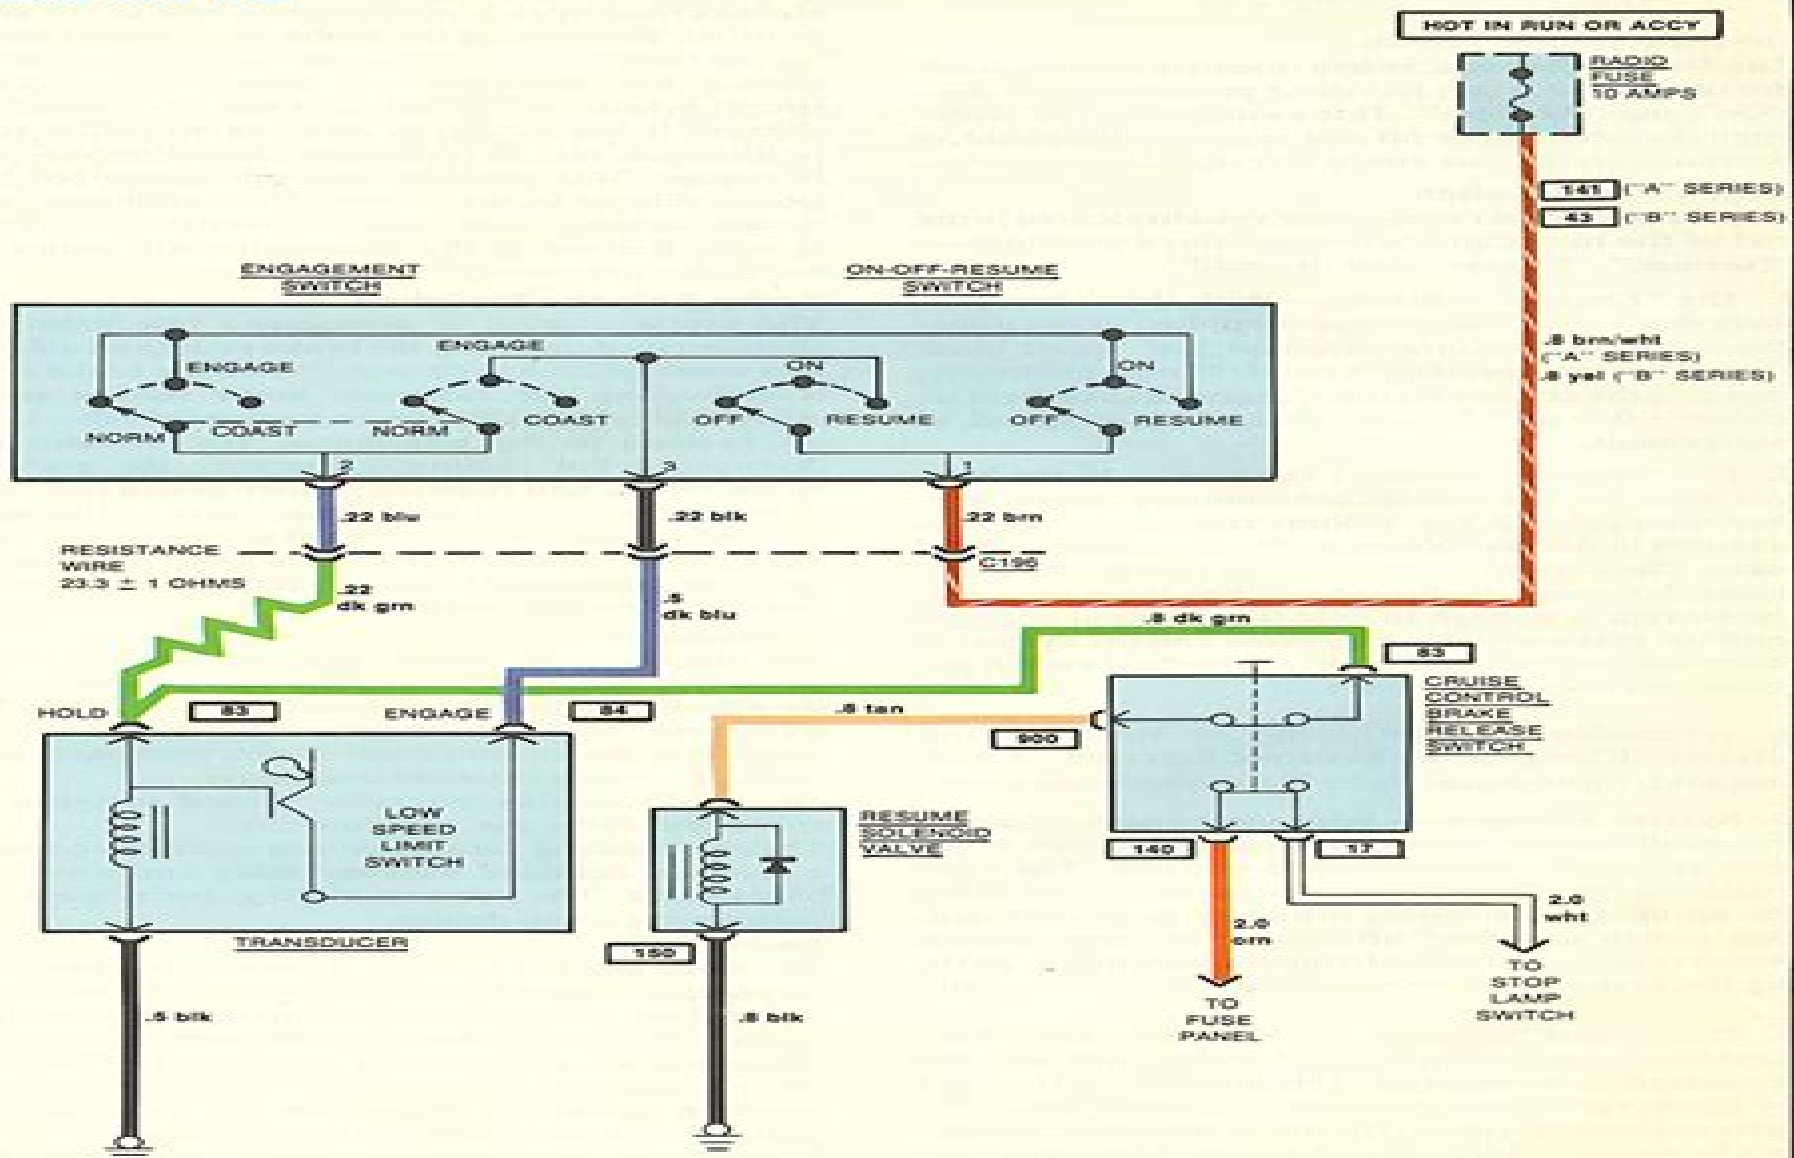 HOT IN RUN OR ACCY
RADIO
FUSE
10 AMPS
141 ("A" SERIES)
43 ("B" SERIES)
ENGAGEMENT
SWITCH
ON-OFF-RESUME
SWITCH
.8 brn/wht
("A" SERIES)
.8 yel ("B" SERIES)
ENGAGE
ENGAGE
ON
ON
NORM
COAST
NORM
COAST
OFF
RESUME
OFF
RESUME
2
3
1
.22 blu
.22 blk
.22 brn
RESISTANCE
WIRE
23.3 ± 1 OHMS
C195
.22
dk grn
.5
dk blu
.8 dk grn
83
HOLD
83
ENGAGE
84
.8 tan
900
CRUISE
CONTROL
BRAKE
RELEASE
SWITCH
LOW
SPEED
LIMIT
SWITCH
RESUME
SOLENOID
VALVE
140
17
TRANSDUCER
150
2.0
orn
2.0
wht
TO
STOP
LAMP
SWITCH
TO
FUSE
PANEL
.5 blk
.8 blk